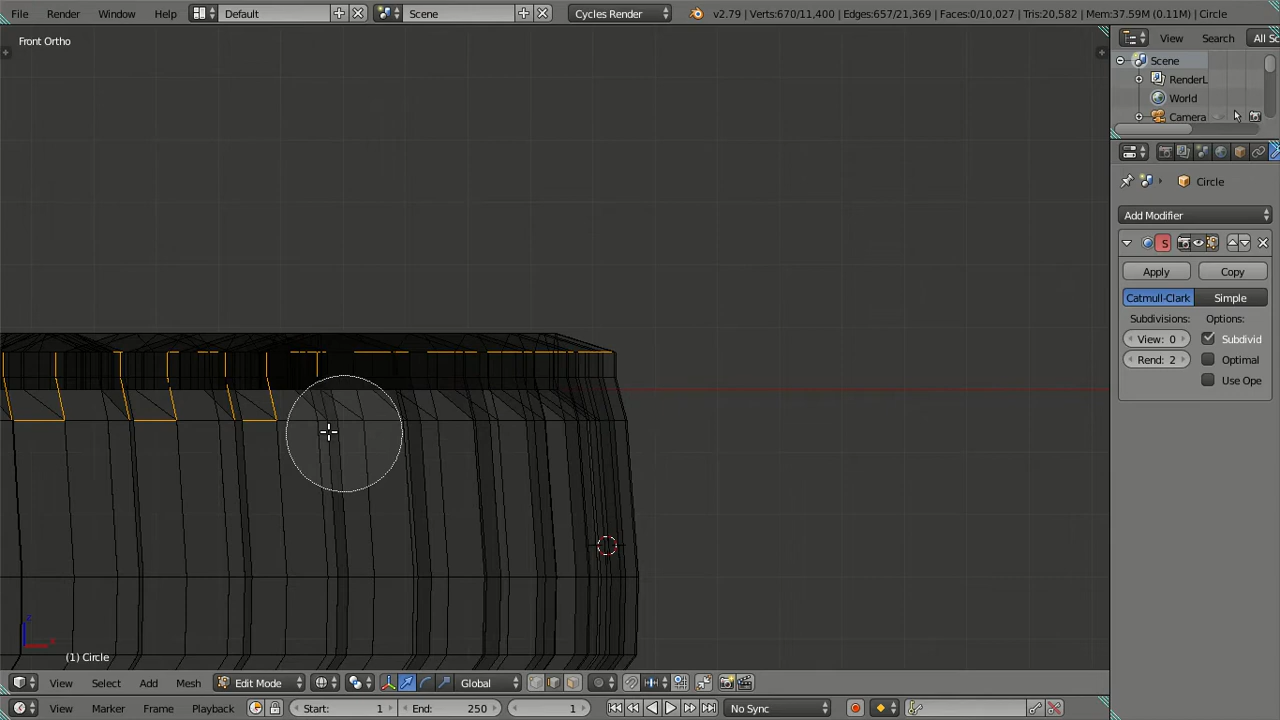 File Render Window Help Default Scene Cycles Render v2.79 | Verts:670/11,400 | Edges:657/21,369 | Faces:0/10,027 | Tris:20,582 | Mem:37.59M (0.11M) | Circle
Front Ortho
View Search All Sc
Scene
RenderL
World
Camera
Circle
Add Modifier
S
Apply Copy
Catmull-Clark Simple
Subdivisions: Options:
View: 0 Subdivid
Rend: 2 Optimal
Use Ope
z
x
(1) Circle
View Select Add Mesh Edit Mode Global
View Marker Frame Playback Start: 1 End: 250 1 No Sync